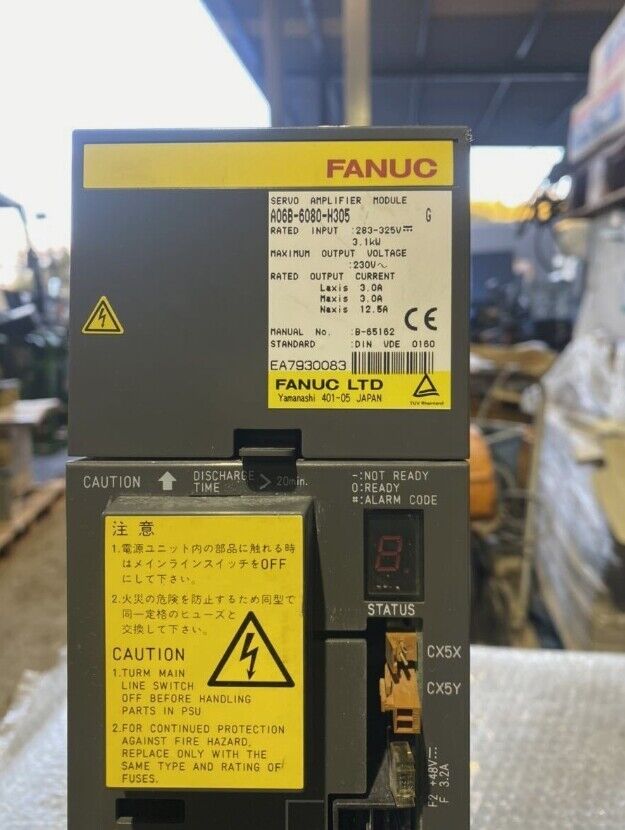 FANUC
SERVO AMPLIFIER MODULE
A06B-6080-H305 G
RATED INPUT :283-325V⎓
3.1kW
MAXIMUM OUTPUT VOLTAGE
:230V~
RATED OUTPUT CURRENT
Laxis 3.0A
Maxis 3.0A
Naxis 12.5A
MANUAL No. :B-65162
STANDARD :DIN VDE 0160
CE
EA7930083
FANUC LTD
Yamanashi 401-05 JAPAN
TÜV Rheinland
CAUTION DISCHARGE TIME > 20min.
-:NOT READY
0:READY
#:ALARM CODE
8.
STATUS
CX5X
CX5Y
F2 +48V⎓
F 3.2A
注意
1.電源ユニット内の部品に触れる時
はメインラインスイッチをOFF
にして下さい。
2.火災の危険を防止するため同型で
同一定格のヒューズと
交換して下さい。
CAUTION
1.TURM MAIN
LINE SWITCH
OFF BEFORE HANDLING
PARTS IN PSU
2.FOR CONTINUED PROTECTION
AGAINST FIRE HAZARD,
REPLACE ONLY WITH THE
SAME TYPE AND RATING OF
FUSES.